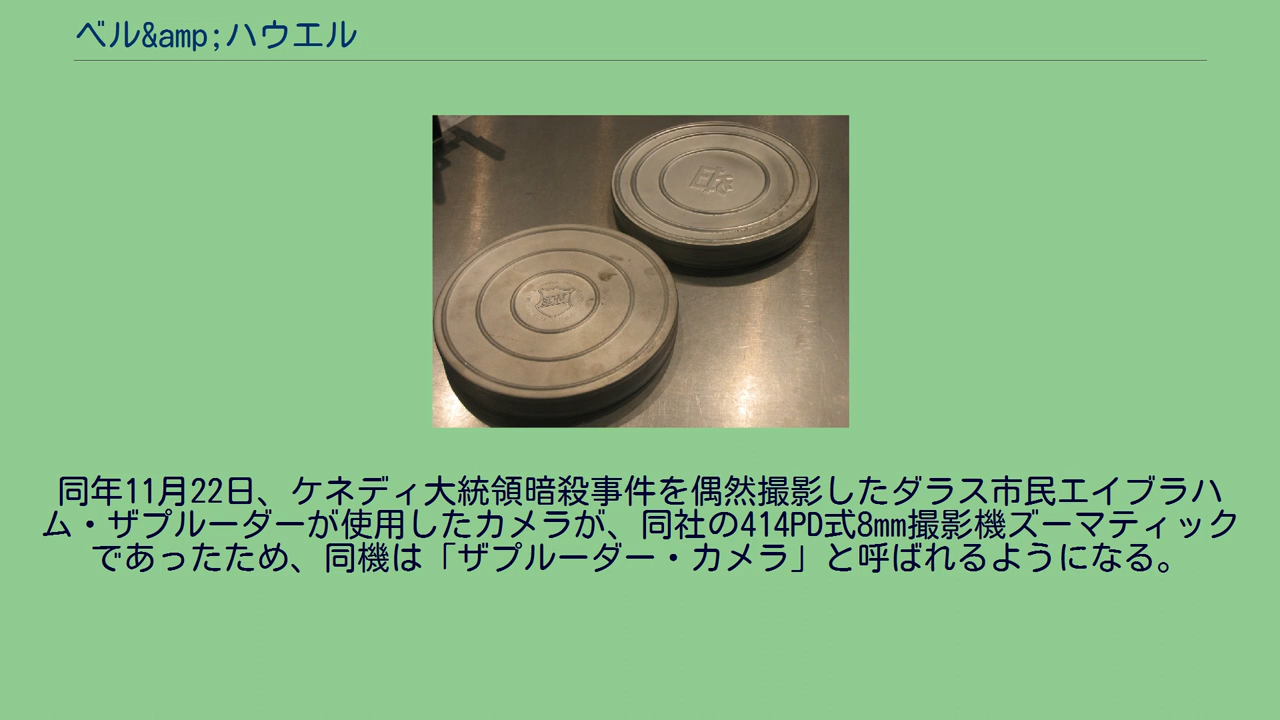 ベル&amp;ハウエル
同年11月22日、ケネディ大統領暗殺事件を偶然撮影したダラス市民エイブラハ
ム・ザプルーダーが使用したカメラが、同社の414PD式8mm撮影機ズーマティック
であったため、同機は「ザプルーダー・カメラ」と呼ばれるようになる。